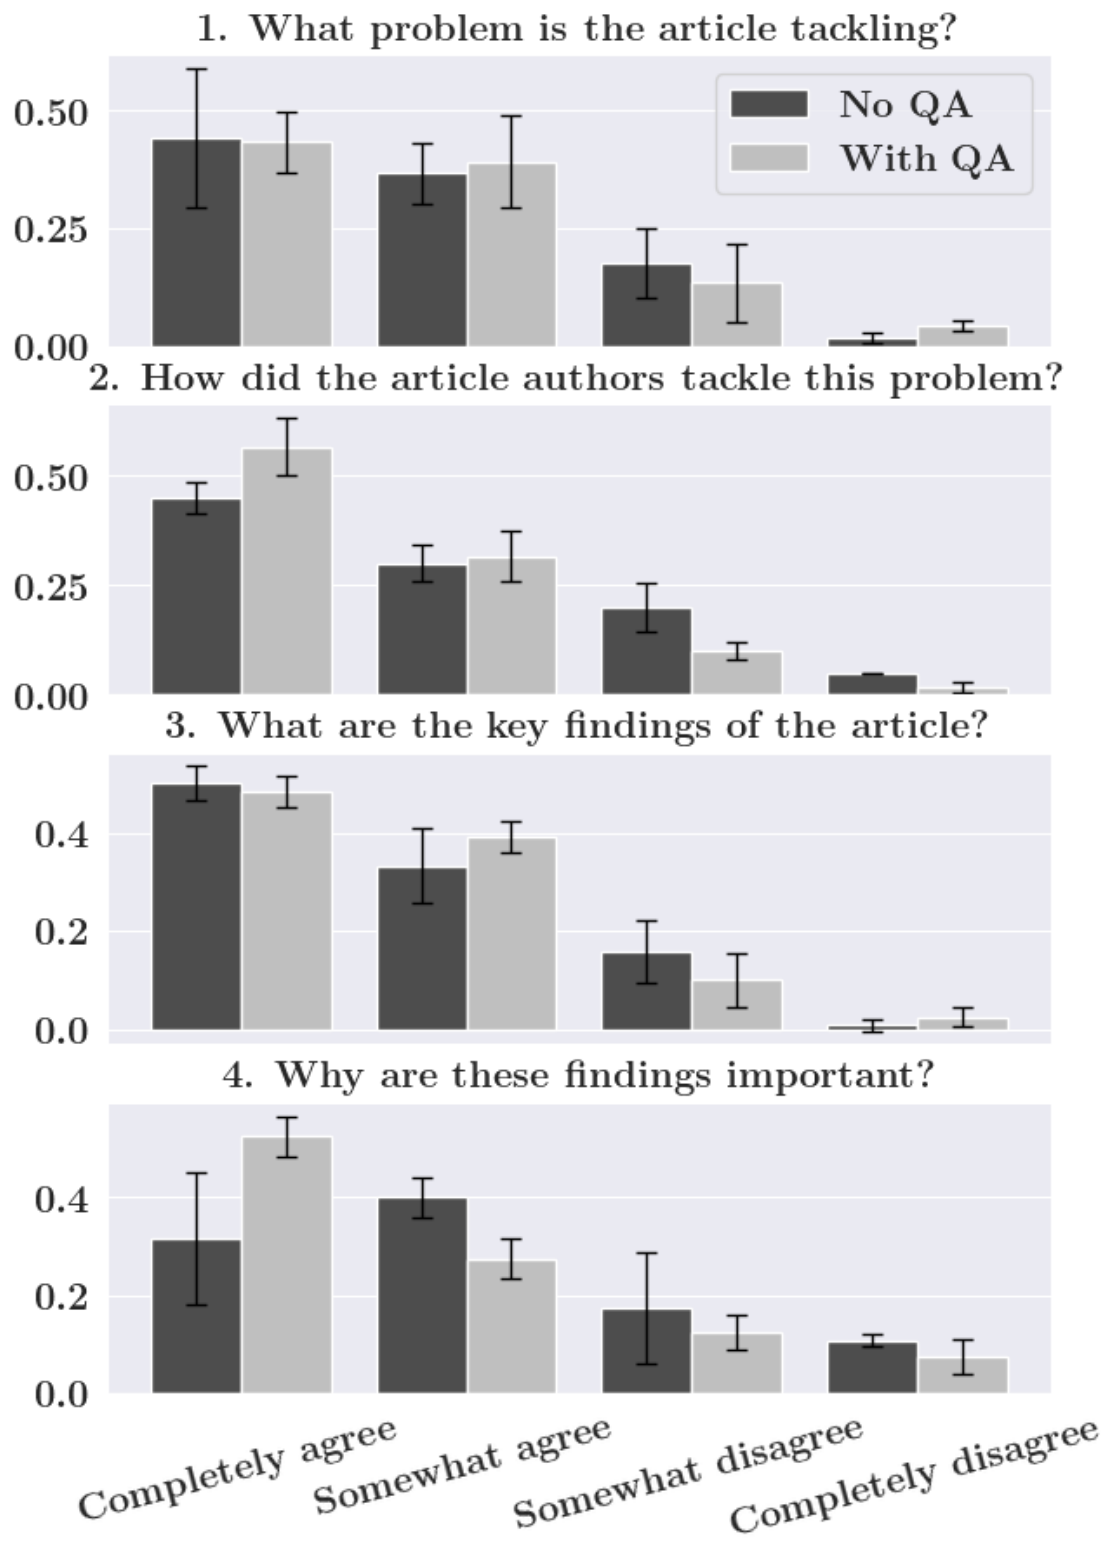 1. What problem is the article tackling?
0.50
0.25
0.00
No QA
With QA
2. How did the article authors tackle this problem?
0.50
0.25
0.00
3. What are the key findings of the article?
0.4
0.2
0.0
4. Why are these findings important?
0.4
0.2
0.0
Completely agree
Somewhat agree
Somewhat disagree
Completely disagree